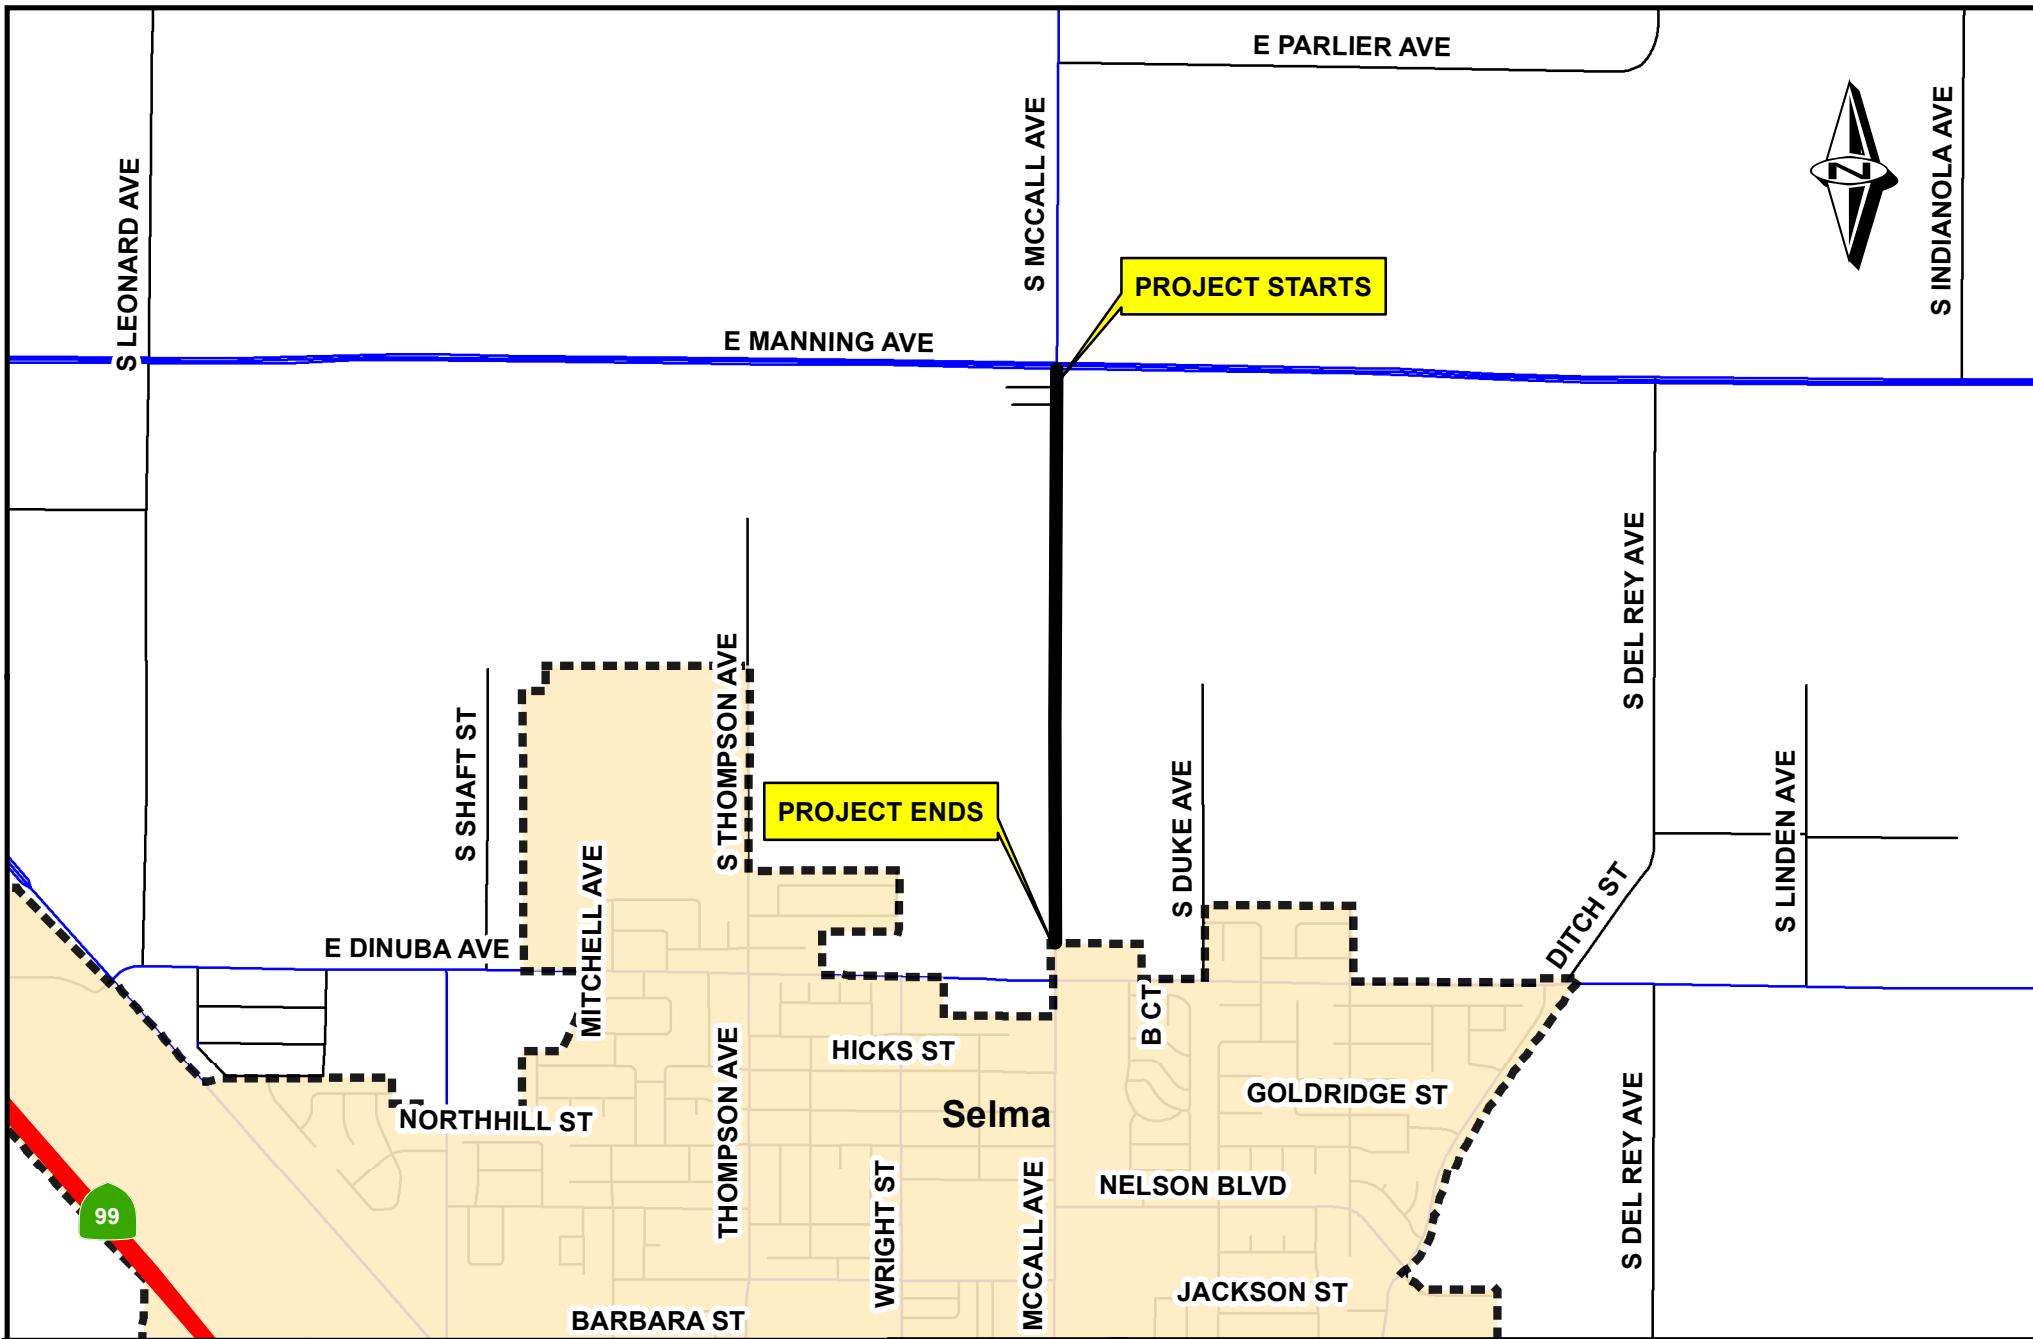 E PARLIER AVE
S MCCALL AVE
S INDIANOLA AVE
S LEONARD AVE
N
PROJECT STARTS
E MANNING AVE
S DEL REY AVE
S THOMPSON AVE
S SHAFT ST
PROJECT ENDS
S DUKE AVE
S LINDEN AVE
MITCHELL AVE
DITCH ST
E DINUBA AVE
B CT
HICKS ST
THOMPSON AVE
GOLDRIDGE ST
Selma
NORTHHILL ST
S DEL REY AVE
WRIGHT ST
MCCALL AVE
NELSON BLVD
99
JACKSON ST
BARBARA ST